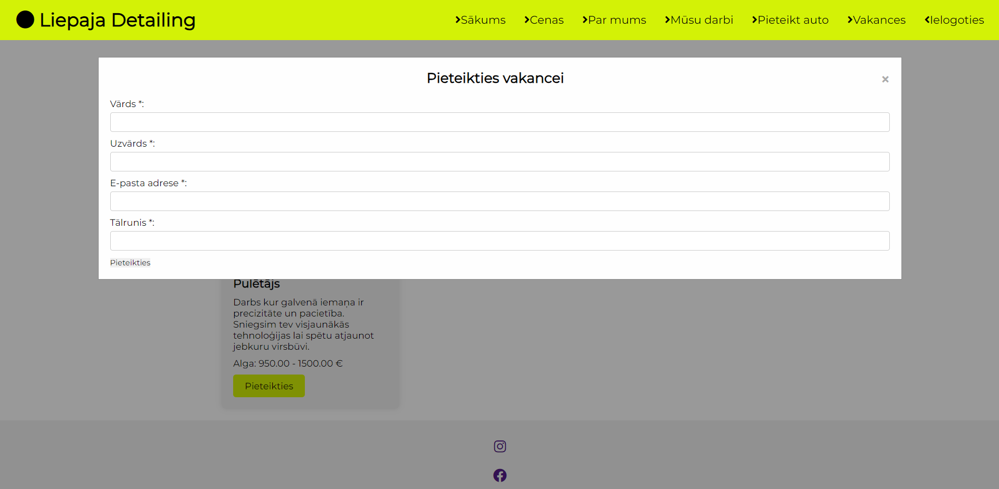 Liepaja Detailing
Sākums Cenas Par mums Mūsu darbi Pieteikt auto Vakances Ielogoties
Pieteikties vakancei
×
Vārds *:
Uzvārds *:
E-pasta adrese *:
Tālrunis *:
Pieteikties
Pulētājs
Darbs kur galvenā iemaņa ir
precizitāte un pacietība.
Sniegsim tev visjaunākās
tehnoloģijas lai spētu atjaunot
jebkuru virsbūvi.
Alga: 950.00 - 1500.00 €
Pieteikties